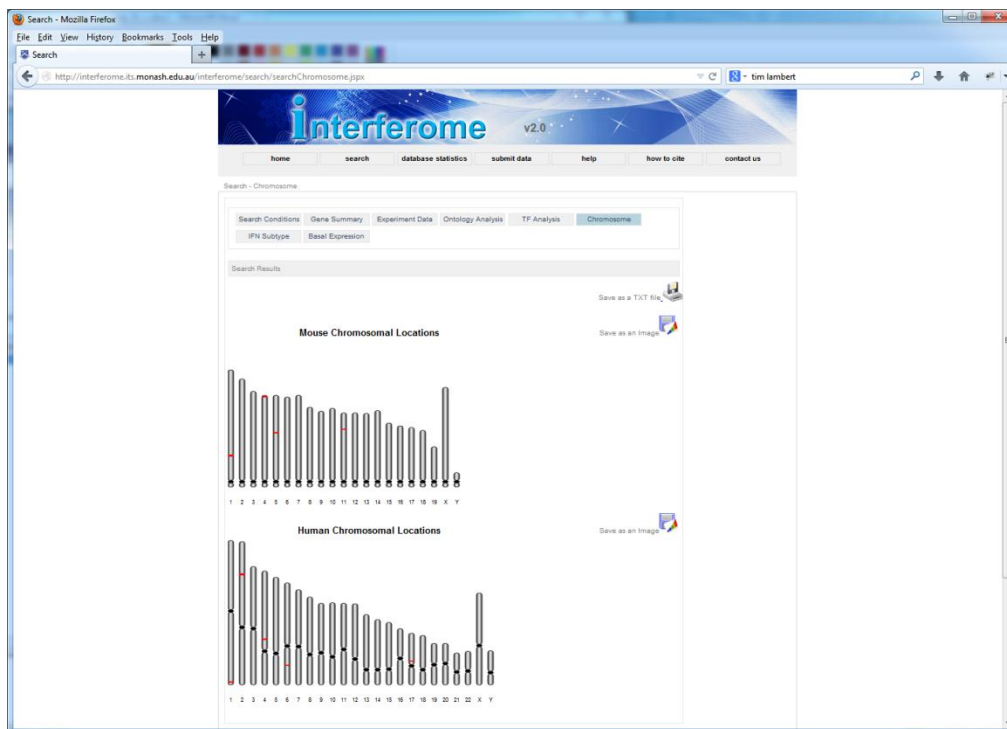 Search - Mozilla Firefox
File Edit View History Bookmarks Tools Help
Search +
http://interferome.its.monash.edu.au/interferome/search/searchChromosome.jspx
tim lambert
interferome v2.0
home search database statistics submit data help how to cite contact us
Search - Chromosome
Search Conditions Gene Summary Experiment Data Ontology Analysis TF Analysis Chromosome
IFN Subtype Basal Expression
Search Results
Save as a TXT file
Mouse Chromosomal Locations Save as an Image
1 2 3 4 5 6 7 8 9 10 11 12 13 14 15 16 17 18 19 X Y
Human Chromosomal Locations Save as an Image
1 2 3 4 5 6 7 8 9 10 11 12 13 14 15 16 17 18 19 20 21 22 X Y